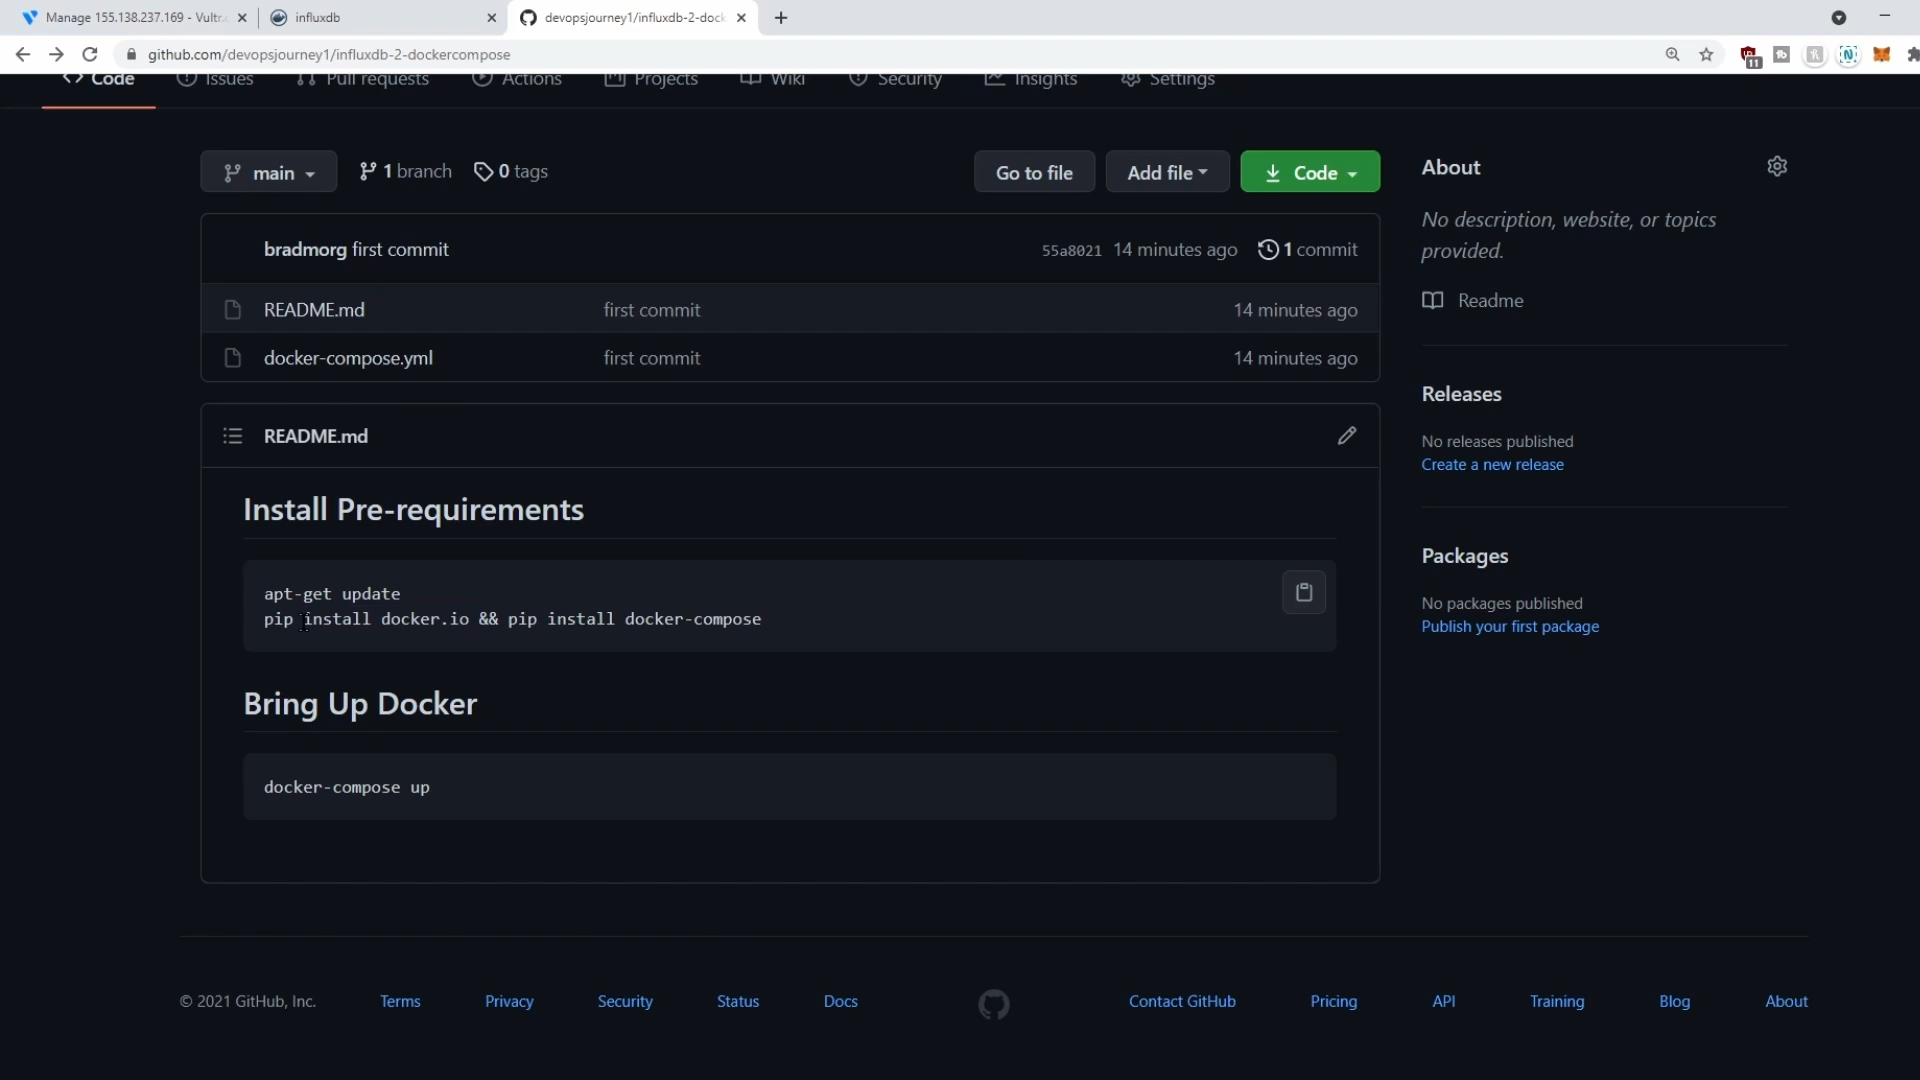 Manage 155.138.237.169 - Vultr.
influxdb
devopsjourney1/influxdb-2-dock
github.com/devopsjourney1/influxdb-2-dockercompose
11
Code
Issues
Pull requests
Actions
Projects
Wiki
Security
Insights
Settings
main
1 branch
0 tags
Go to file
Add file
Code
About
No description, website, or topics
provided.
Readme
bradmorg first commit
55a8021
14 minutes ago
1 commit
README.md
first commit
14 minutes ago
docker-compose.yml
first commit
14 minutes ago
Releases
No releases published
Create a new release
README.md
Install Pre-requirements
apt-get update
pip install docker.io && pip install docker-compose
Packages
No packages published
Publish your first package
Bring Up Docker
docker-compose up
© 2021 GitHub, Inc.
Terms
Privacy
Security
Status
Docs
Contact GitHub
Pricing
API
Training
Blog
About